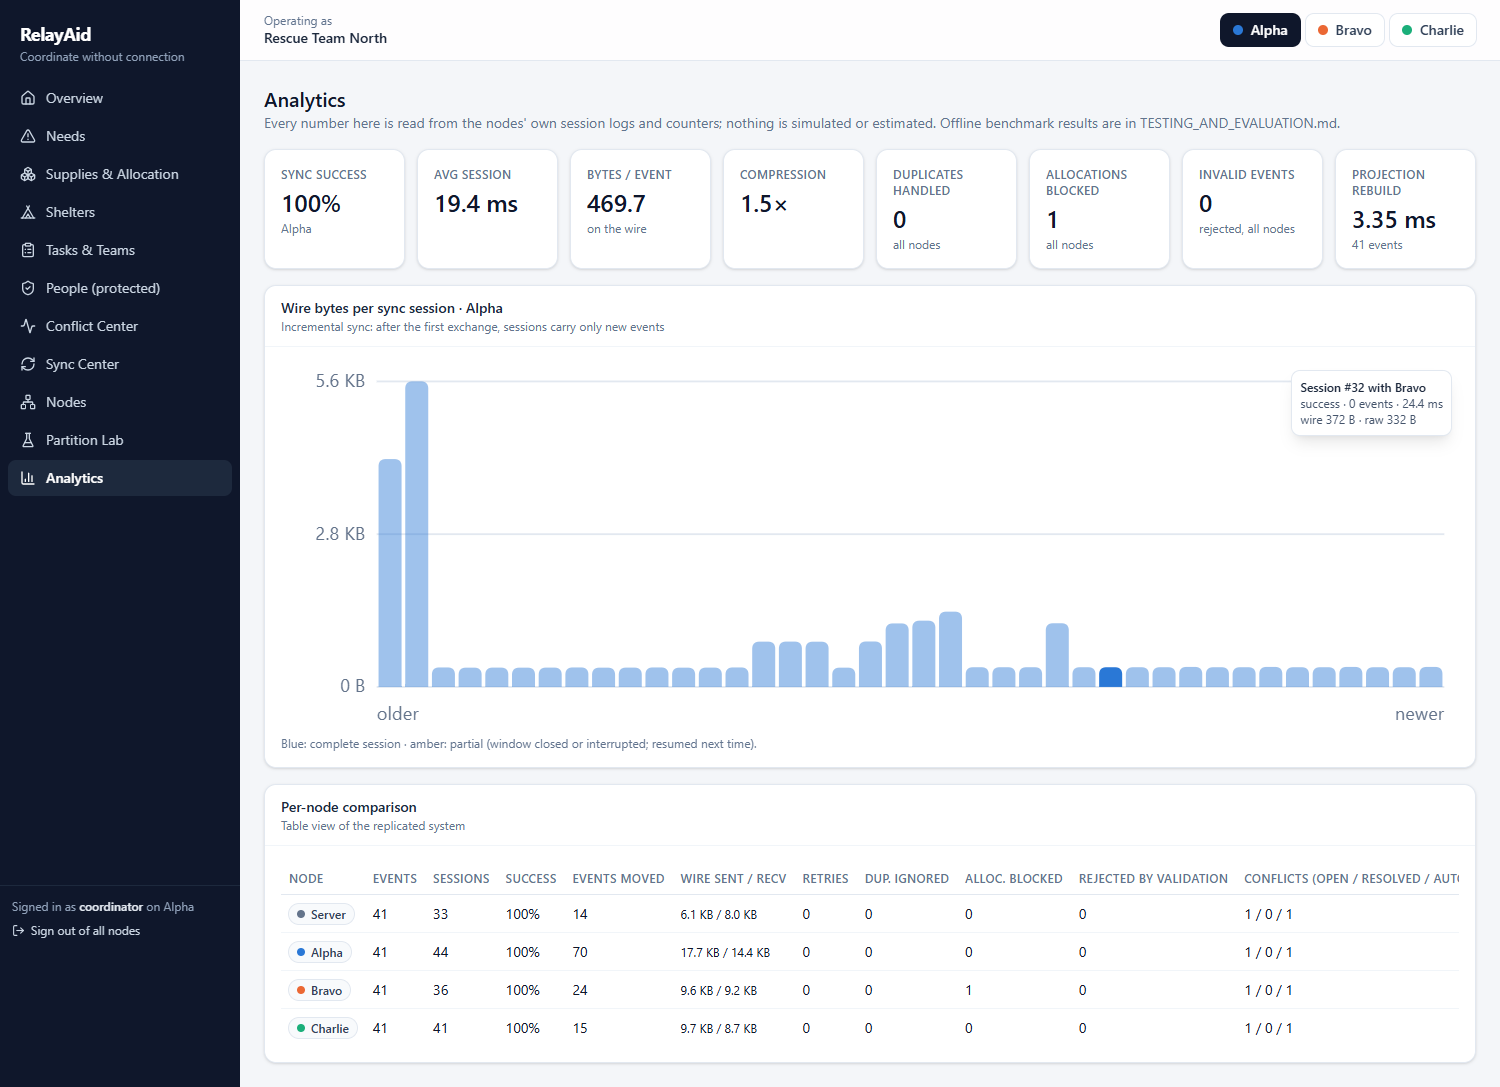 RelayAid
Coordinate without connection
Overview
Needs
Supplies & Allocation
Shelters
Tasks & Teams
People (protected)
Conflict Center
Sync Center
Nodes
Partition Lab
Analytics
Signed in as coordinator on Alpha
Sign out of all nodes
Operating as
Rescue Team North
Alpha
Bravo
Charlie
Analytics
Every number here is read from the nodes' own session logs and counters; nothing is simulated or estimated. Offline benchmark results are in TESTING_AND_EVALUATION.md.
SYNC SUCCESS
100%
Alpha
AVG SESSION
19.4 ms
BYTES / EVENT
469.7
on the wire
COMPRESSION
1.5×
DUPLICATES
HANDLED
0
all nodes
ALLOCATIONS
BLOCKED
1
all nodes
INVALID EVENTS
0
rejected, all nodes
PROJECTION
REBUILD
3.35 ms
41 events
Wire bytes per sync session · Alpha
Incremental sync: after the first exchange, sessions carry only new events
5.6 KB
2.8 KB
0 B
older
newer
Session #32 with Bravo
success · 0 events · 24.4 ms
wire 372 B · raw 332 B
Blue: complete session · amber: partial (window closed or interrupted; resumed next time).
Per-node comparison
Table view of the replicated system
NODE EVENTS SESSIONS SUCCESS EVENTS MOVED WIRE SENT / RECV RETRIES DUP. IGNORED ALLOC. BLOCKED REJECTED BY VALIDATION CONFLICTS (OPEN / RESOLVED /
Server 41 33 100% 14 6.1 KB / 8.0 KB 0 0 0 0 1 / 0 / 1
Alpha 41 44 100% 70 17.7 KB / 14.4 KB 0 0 0 0 1 / 0 / 1
Bravo 41 36 100% 24 9.6 KB / 9.2 KB 0 0 1 0 1 / 0 / 1
Charlie 41 41 100% 15 9.7 KB / 8.7 KB 0 0 0 0 1 / 0 / 1